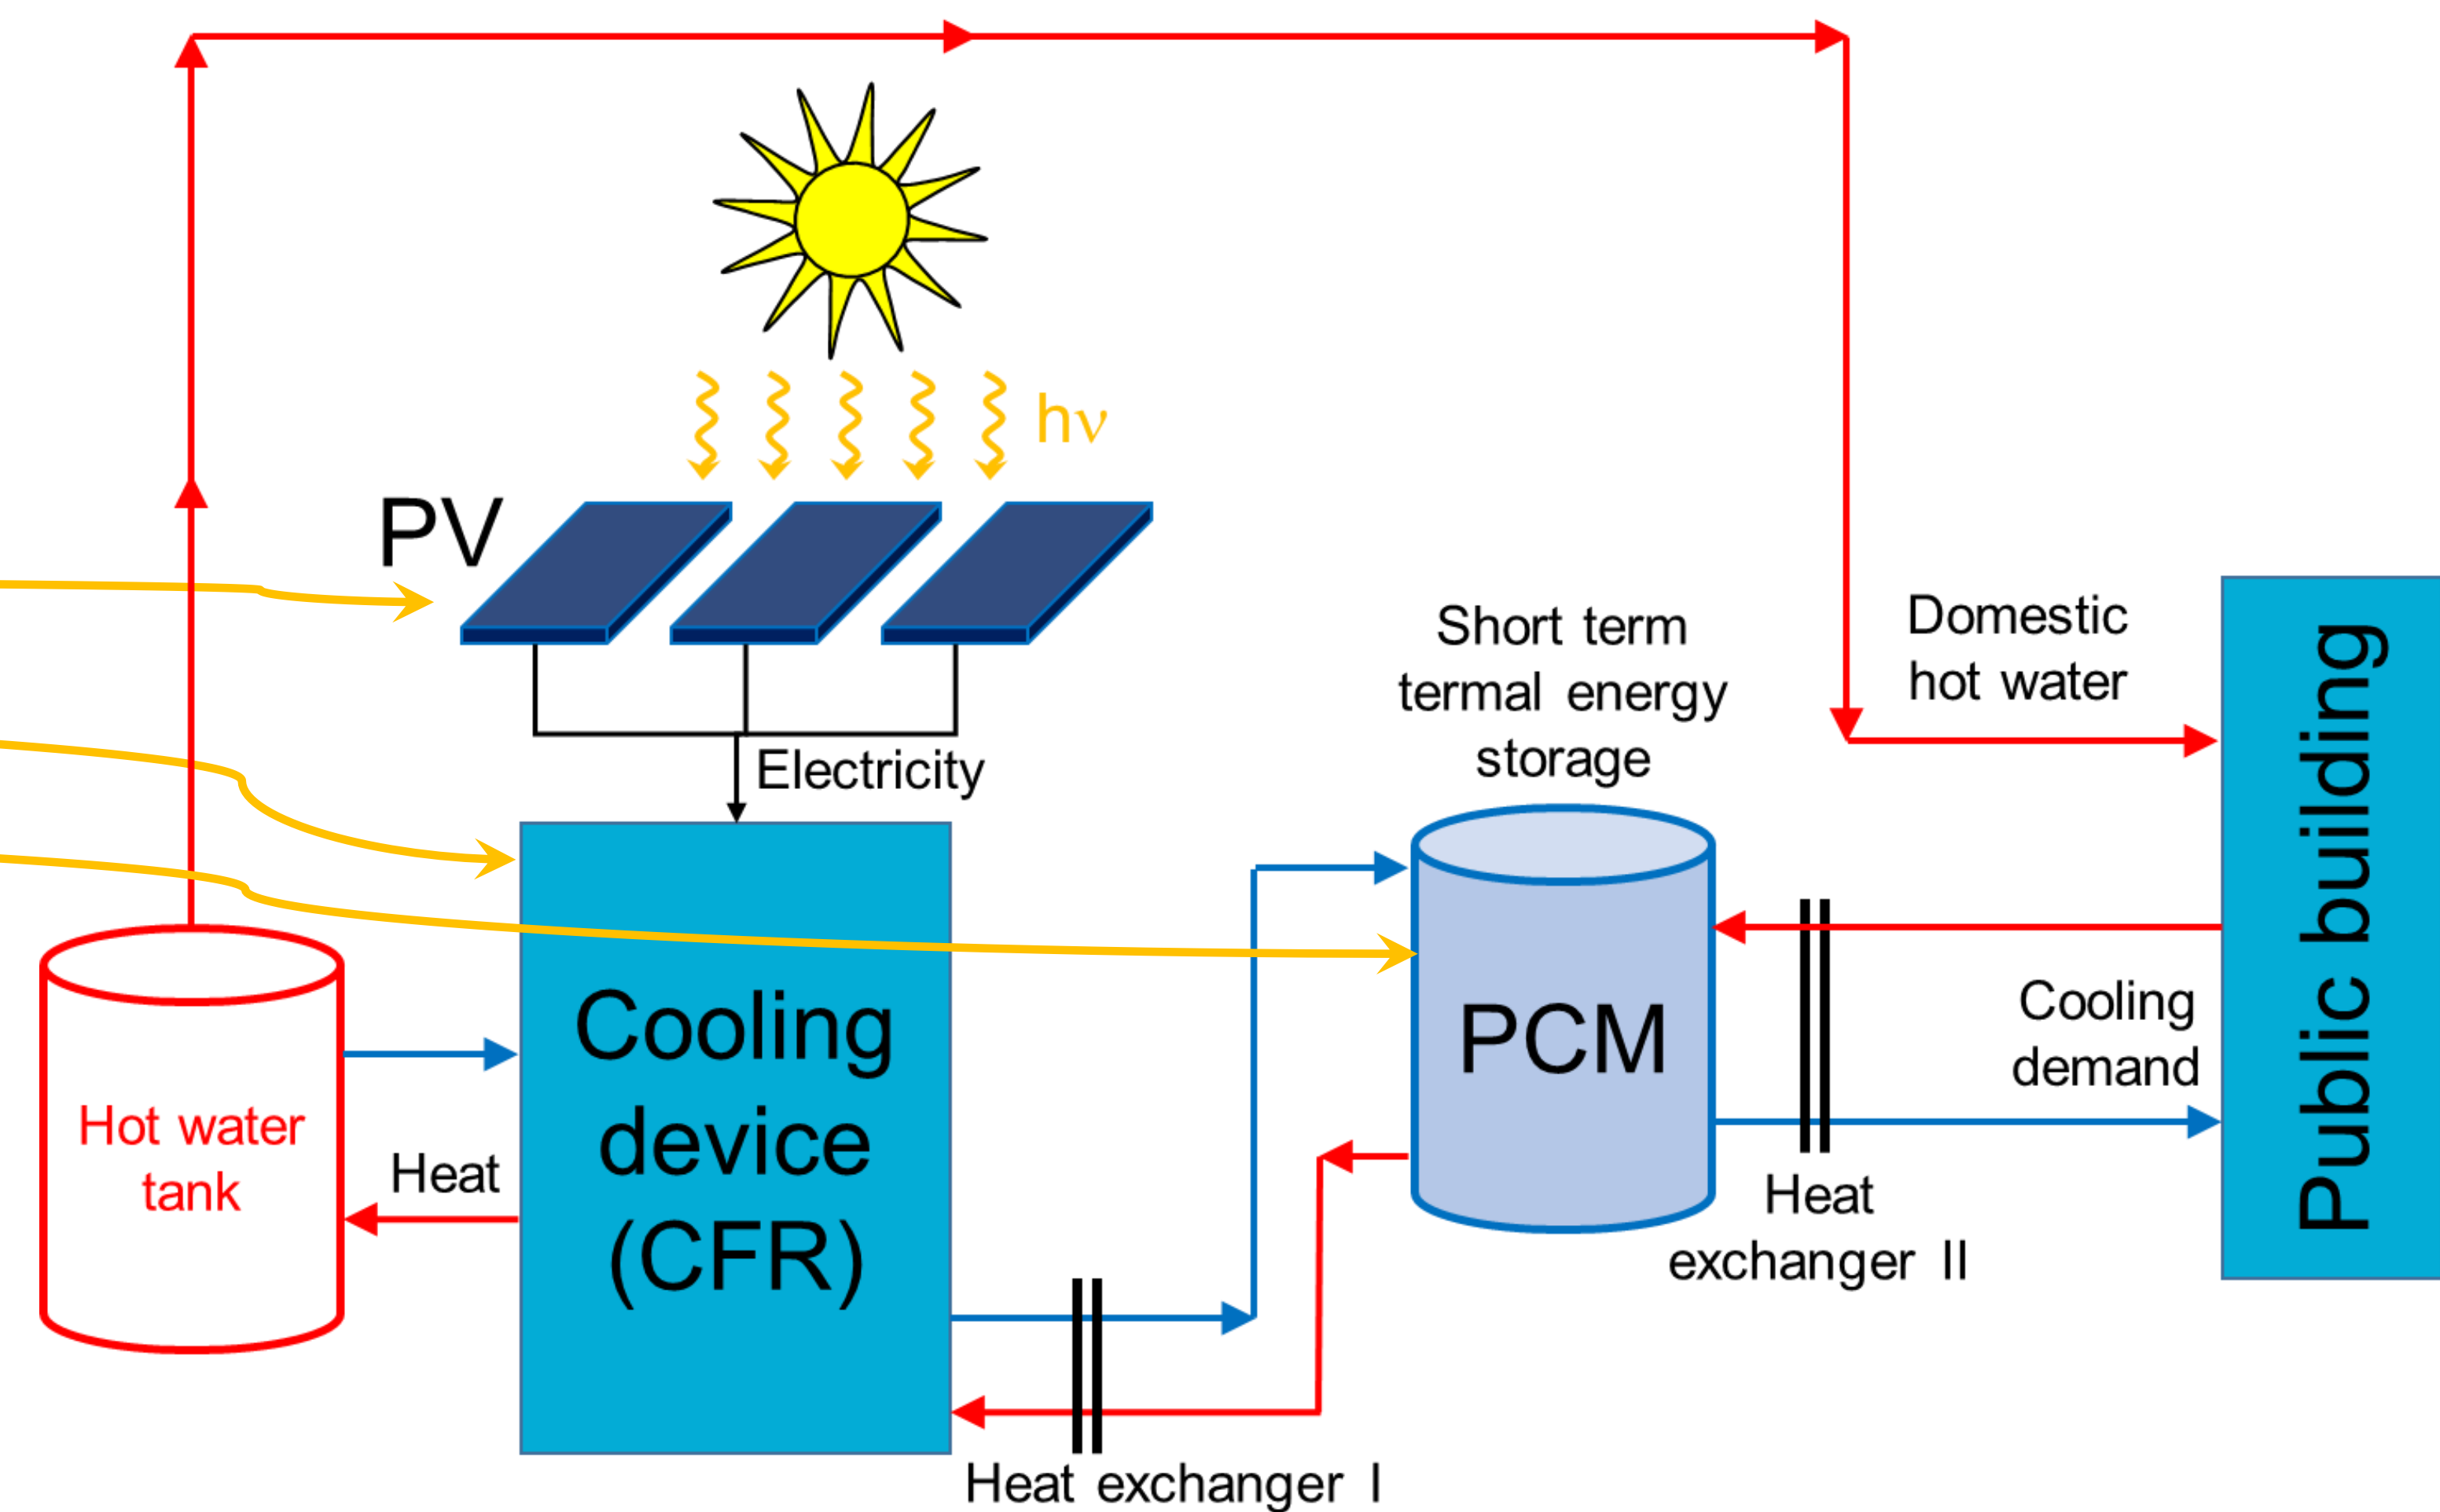 hν
PV
Electricity
Short term
termal energy
storage
Domestic
hot water
Public building
Cooling
device
(CFR)
PCM
Cooling
demand
Hot water
tank
Heat
Heat
exchanger II
Heat exchanger I